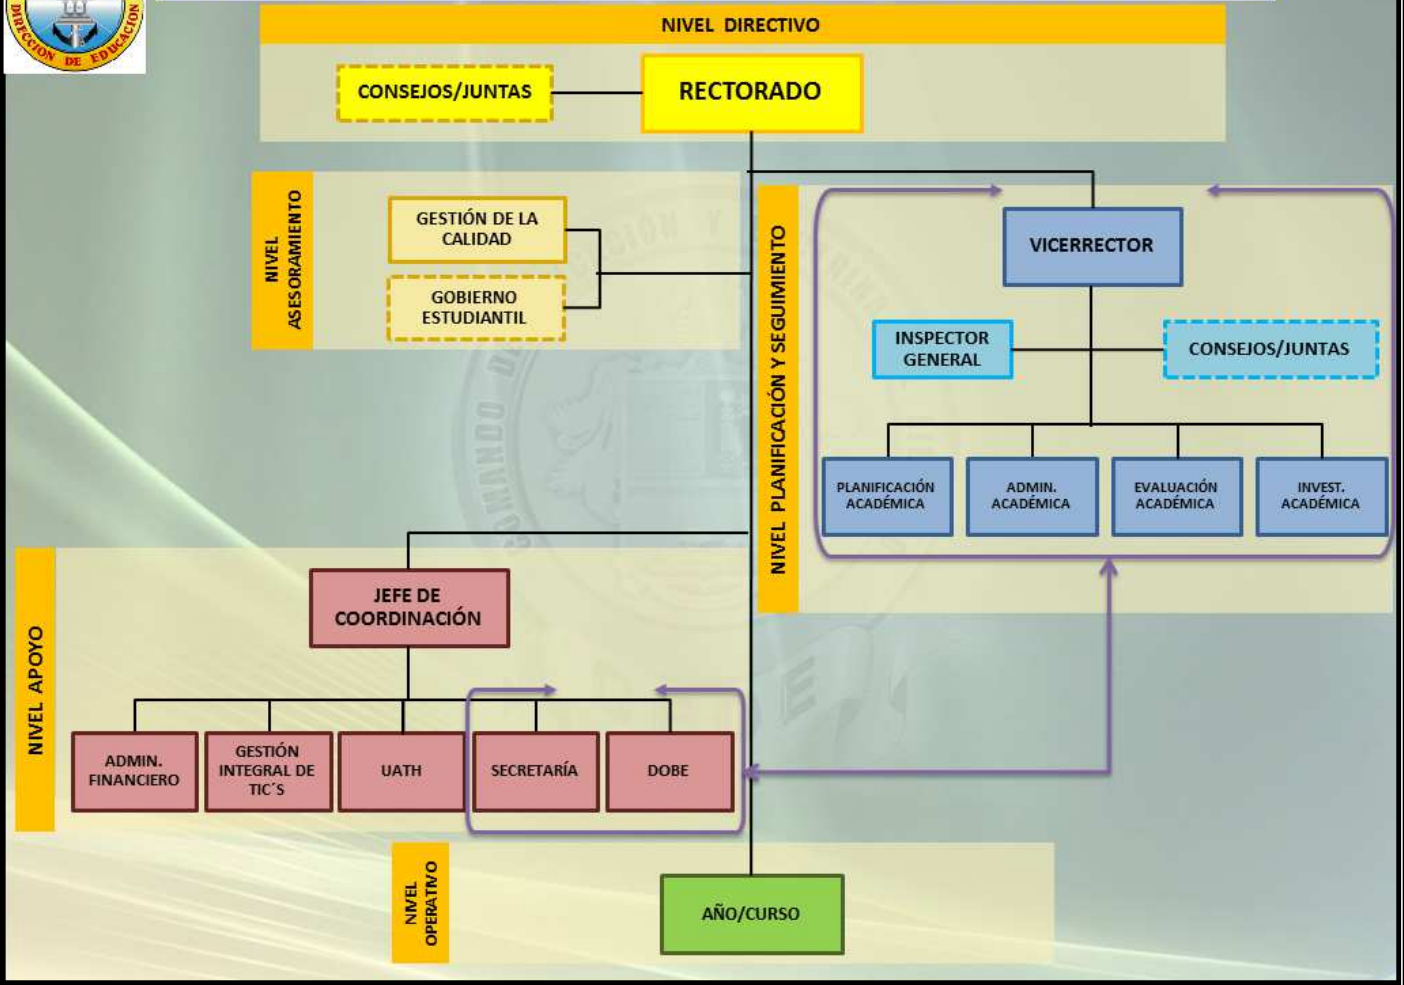 DIRECCION DE EDUCACION
NIVEL DIRECTIVO
CONSEJOS/JUNTAS
RECTORADO
NIVEL
ASESORAMIENTO
GESTIÓN DE LA
CALIDAD
GOBIERNO
ESTUDIANTIL
NIVEL PLANIFICACIÓN Y SEGUIMIENTO
VICERRECTOR
INSPECTOR
GENERAL
CONSEJOS/JUNTAS
PLANIFICACIÓN
ACADÉMICA
ADMIN.
ACADÉMICA
EVALUACIÓN
ACADÉMICA
INVEST.
ACADÉMICA
NIVEL APOYO
JEFE DE
COORDINACIÓN
ADMIN.
FINANCIERO
GESTIÓN
INTEGRAL DE
TIC´S
UATH
SECRETARÍA
DOBE
NIVEL
OPERATIVO
AÑO/CURSO